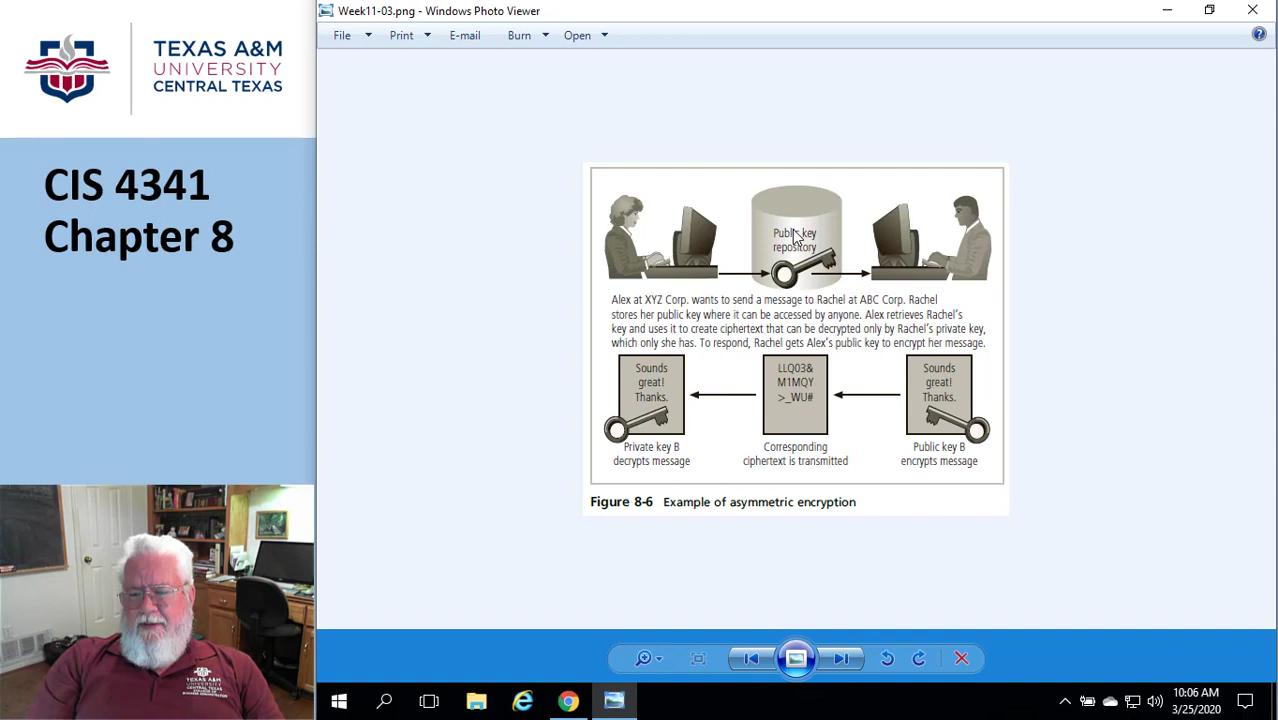 TEXAS A&M
UNIVERSITY
CENTRAL TEXAS
CIS 4341
Chapter 8
Week11-03.png - Windows Photo Viewer
File Print E-mail Burn Open
Public key
repository
Alex at XYZ Corp. wants to send a message to Rachel at ABC Corp. Rachel
stores her public key where it can be accessed by anyone. Alex retrieves Rachel's
key and uses it to create ciphertext that can be decrypted only by Rachel's private key,
which only she has. To respond, Rachel gets Alex's public key to encrypt her message.
Sounds
great!
Thanks.
LLQ03&
M1MQY
>_WU#
Sounds
great!
Thanks.
Private key B
decrypts message
Corresponding
ciphertext is transmitted
Public key B
encrypts message
Figure 8-6 Example of asymmetric encryption
TEXAS A&M
UNIVERSITY
CENTRAL TEXAS
10:06 AM
3/25/2020